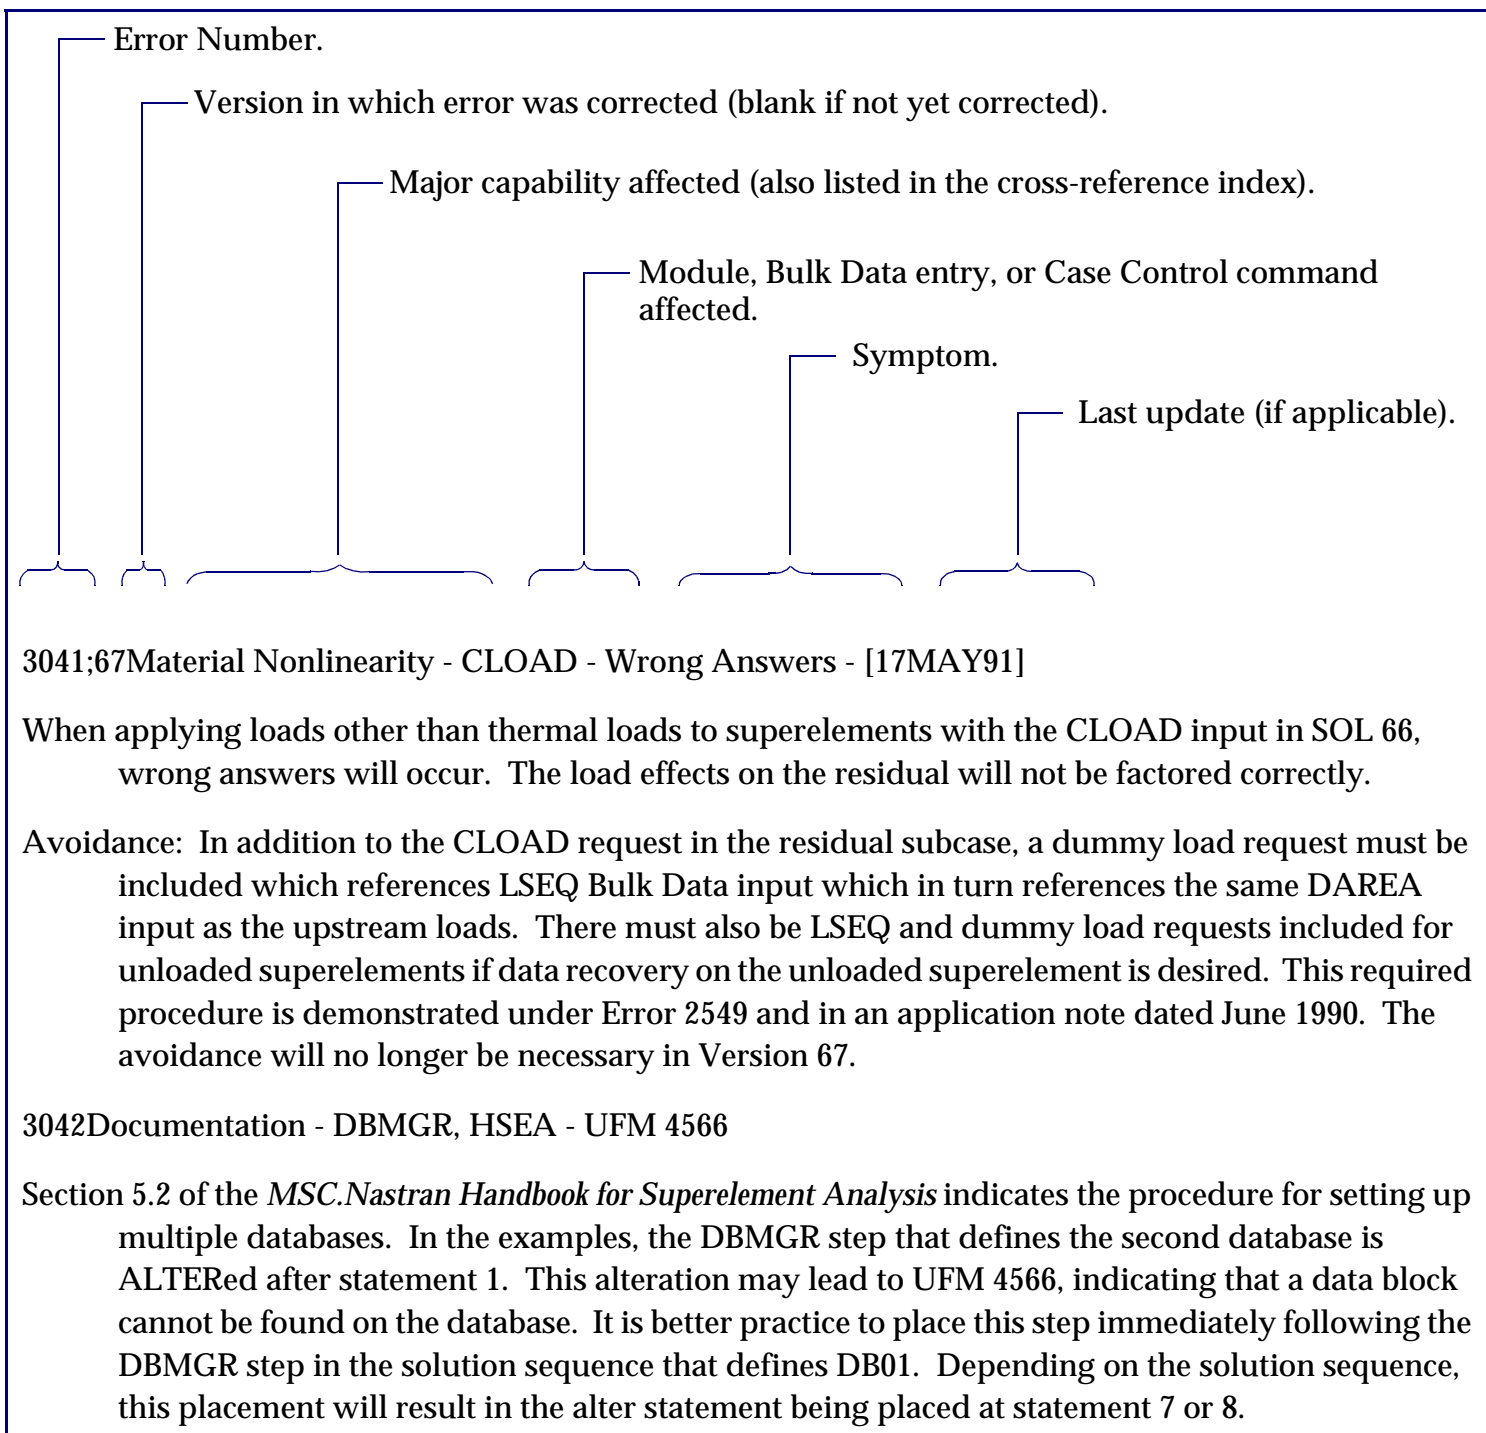 Error Number.
Version in which error was corrected (blank if not yet corrected).
Major capability affected (also listed in the cross-reference index).
Module, Bulk Data entry, or Case Control command
affected.
Symptom.
Last update (if applicable).
3041;67Material Nonlinearity - CLOAD - Wrong Answers - [17MAY91]
When applying loads other than thermal loads to superelements with the CLOAD input in SOL 66,
wrong answers will occur. The load effects on the residual will not be factored correctly.
Avoidance: In addition to the CLOAD request in the residual subcase, a dummy load request must be
included which references LSEQ Bulk Data input which in turn references the same DAREA
input as the upstream loads. There must also be LSEQ and dummy load requests included for
unloaded superelements if data recovery on the unloaded superelement is desired. This required
procedure is demonstrated under Error 2549 and in an application note dated June 1990. The
avoidance will no longer be necessary in Version 67.
3042Documentation - DBMGR, HSEA - UFM 4566
Section 5.2 of the MSC.Nastran Handbook for Superelement Analysis indicates the procedure for setting up
multiple databases. In the examples, the DBMGR step that defines the second database is
ALTERed after statement 1. This alteration may lead to UFM 4566, indicating that a data block
cannot be found on the database. It is better practice to place this step immediately following the
DBMGR step in the solution sequence that defines DB01. Depending on the solution sequence,
this placement will result in the alter statement being placed at statement 7 or 8.